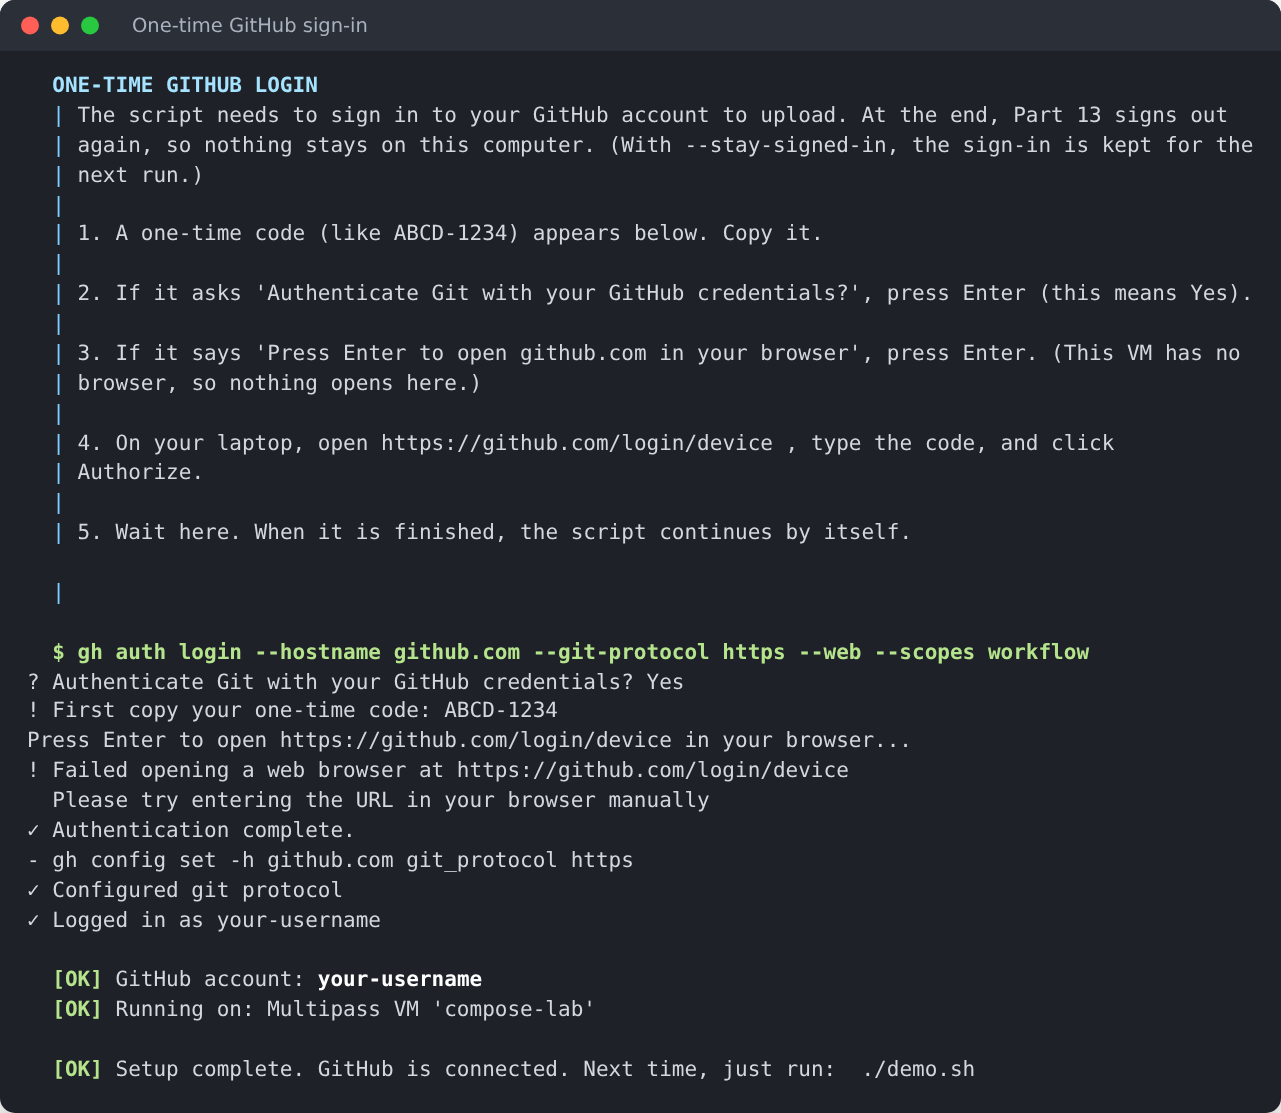 One-time GitHub sign-in
ONE-TIME GITHUB LOGIN
| The script needs to sign in to your GitHub account to upload. At the end, Part 13 signs out
| again, so nothing stays on this computer. (With --stay-signed-in, the sign-in is kept for the
| next run.)
|
| 1. A one-time code (like ABCD-1234) appears below. Copy it.
|
| 2. If it asks 'Authenticate Git with your GitHub credentials?', press Enter (this means Yes).
|
| 3. If it says 'Press Enter to open github.com in your browser', press Enter. (This VM has no
| browser, so nothing opens here.)
|
| 4. On your laptop, open https://github.com/login/device , type the code, and click
| Authorize.
|
| 5. Wait here. When it is finished, the script continues by itself.
|
$ gh auth login --hostname github.com --git-protocol https --web --scopes workflow
? Authenticate Git with your GitHub credentials? Yes
! First copy your one-time code: ABCD-1234
Press Enter to open https://github.com/login/device in your browser...
! Failed opening a web browser at https://github.com/login/device
Please try entering the URL in your browser manually
✓ Authentication complete.
- gh config set -h github.com git_protocol https
✓ Configured git protocol
✓ Logged in as your-username
[OK] GitHub account: your-username
[OK] Running on: Multipass VM 'compose-lab'
[OK] Setup complete. GitHub is connected. Next time, just run:  ./demo.sh